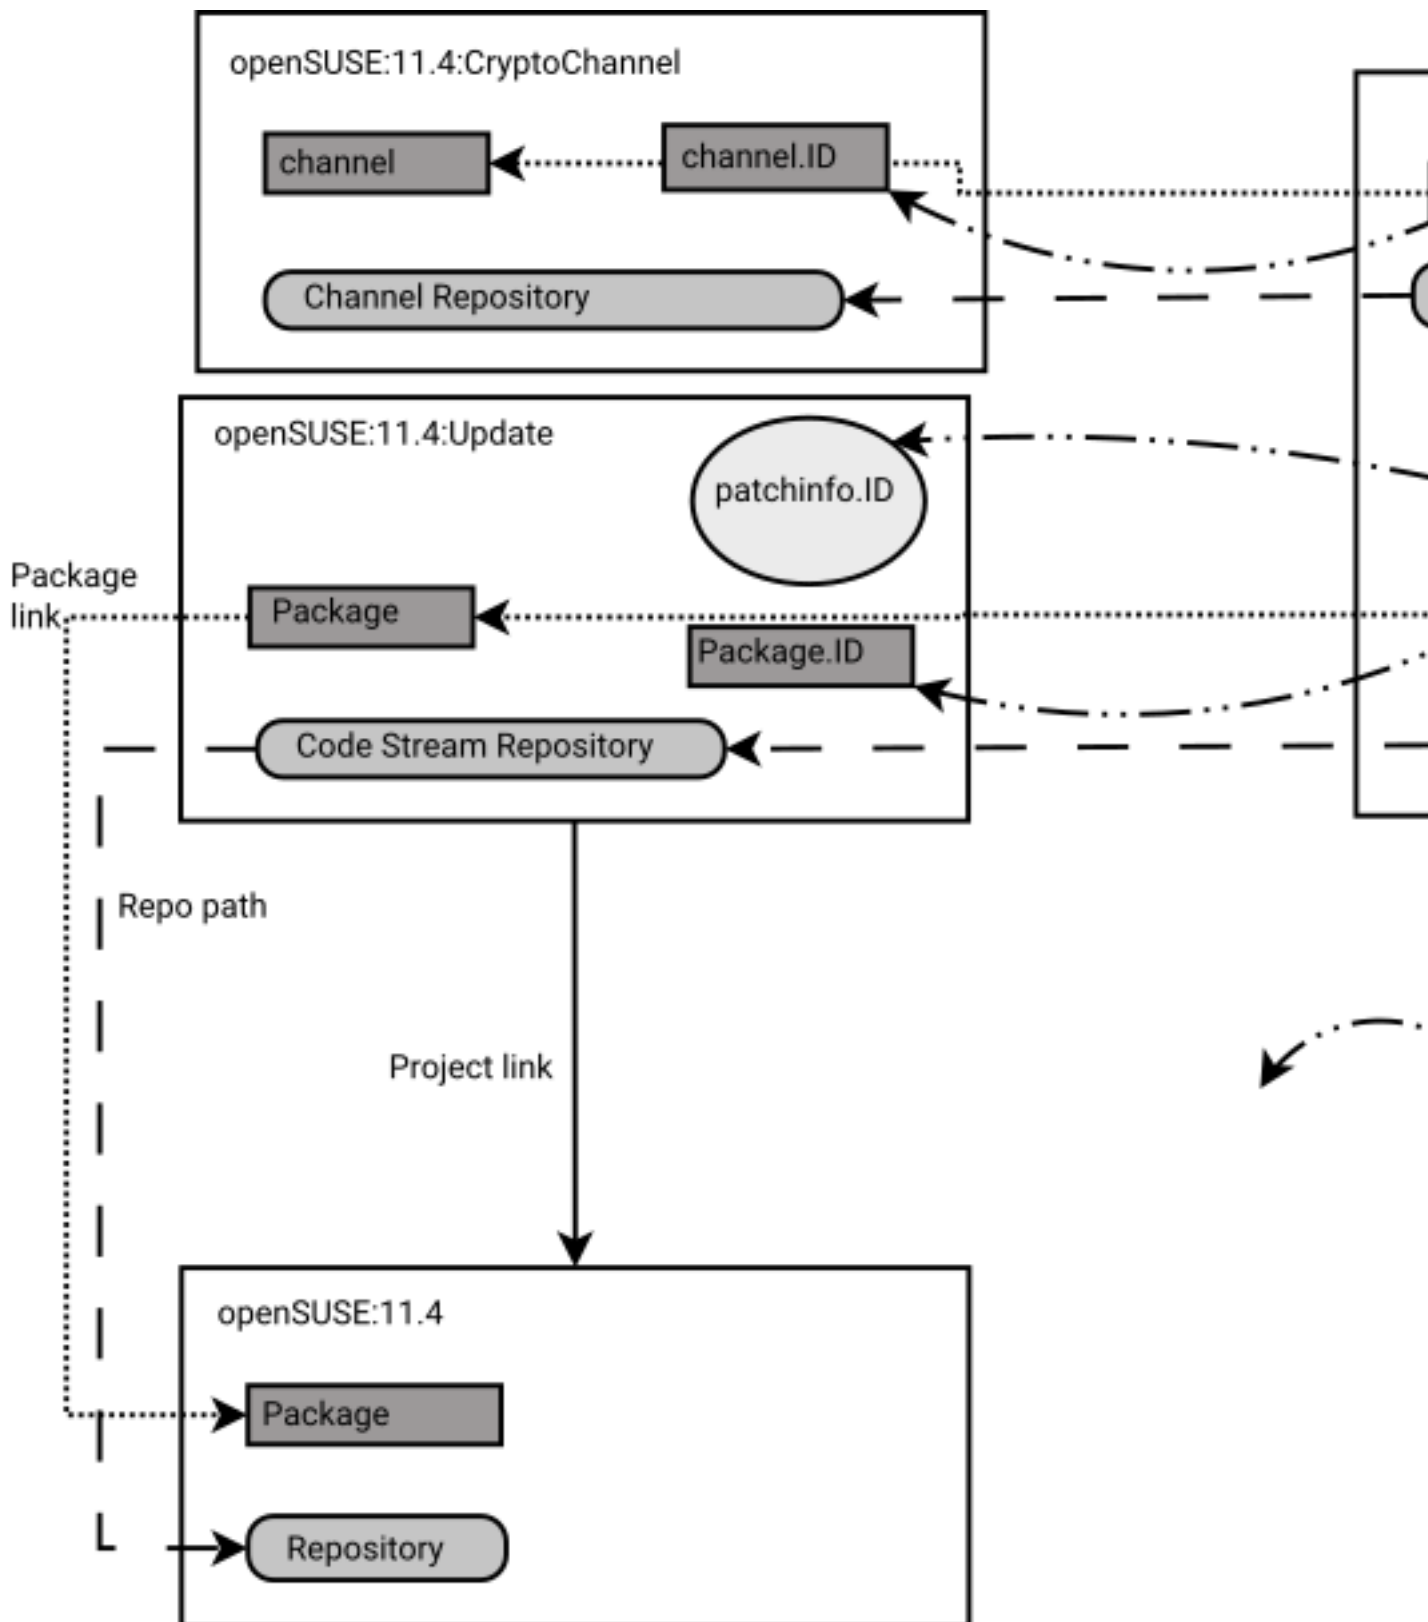 openSUSE:11.4:CryptoChannel
channel
channel.ID
Channel Repository
openSUSE:11.4:Update
patchinfo.ID
Package
link
Package
Package.ID
Code Stream Repository
Repo path
Project link
openSUSE:11.4
Package
Repository